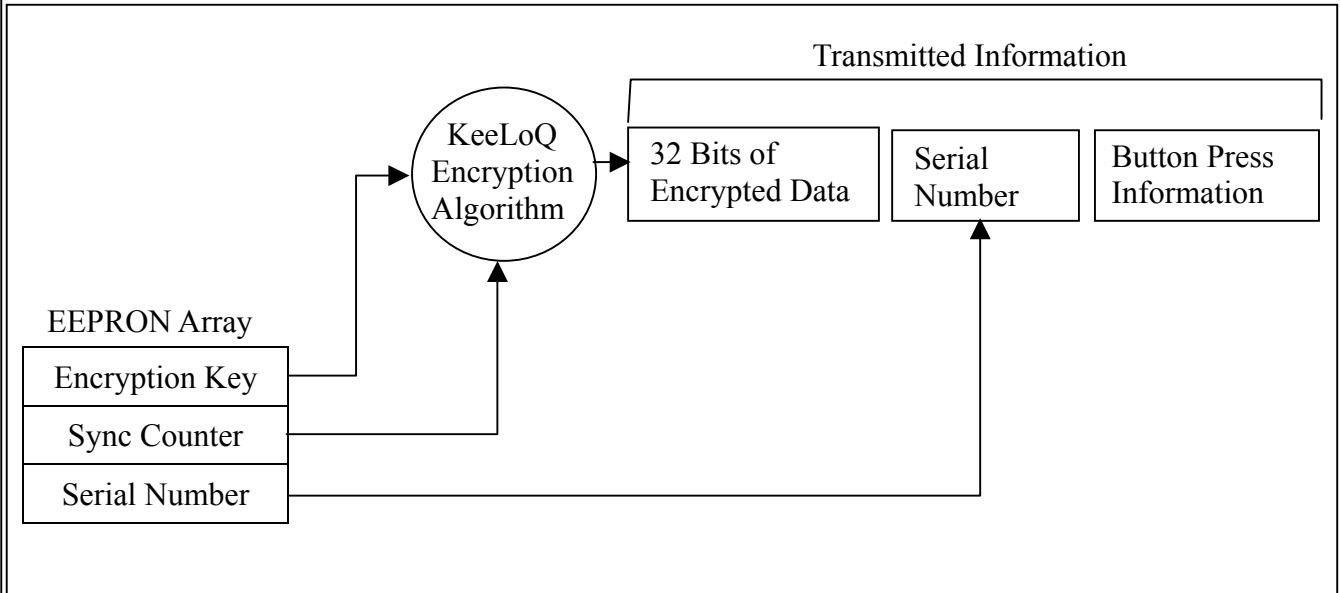 Transmitted Information
KeeLoQ
Encryption
Algorithm
32 Bits of
Encrypted Data
Serial
Number
Button Press
Information
EEPRON Array
Encryption Key
Sync Counter
Serial Number